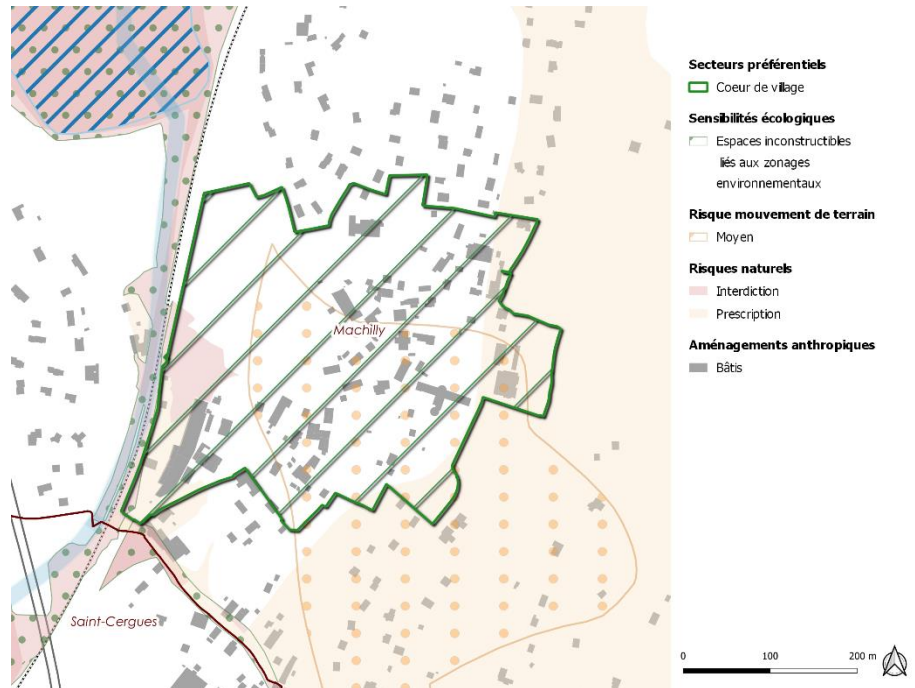 Machilly
Saint-Cergues
Secteurs préférentiels
Coeur de village
Sensibilités écologiques
Espaces inconstructibles
liés aux zonages
environnementaux
Risque mouvement de terrain
Moyen
Risques naturels
Interdiction
Prescription
Aménagements anthropiques
Bâtis
0 100 200 m